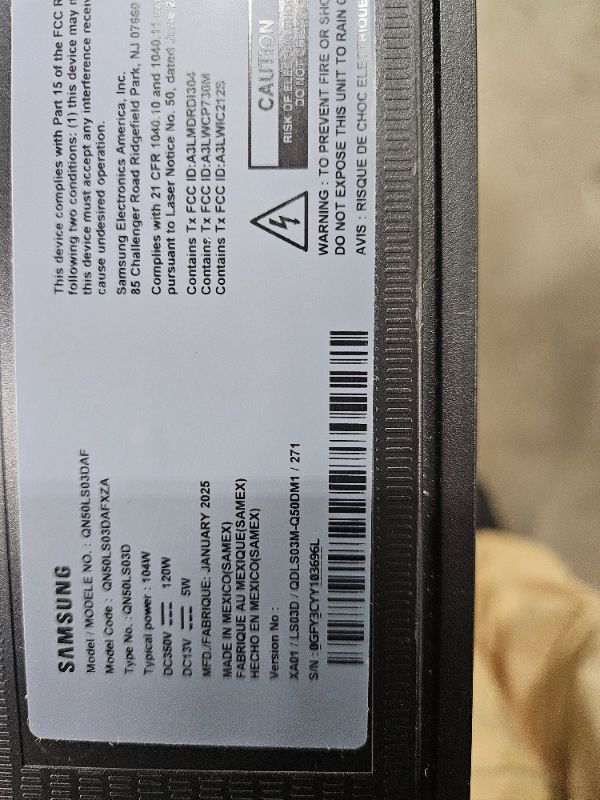 SAMSUNG
Model / MODELE NO. : QN50LS03DAF
Model Code : QN50LS03DAFXZA
Type No. : QN50LS03D
Typical power : 104W
DC350V 120W
DC13V 5W
MFD./FABRIQUE: JANUARY 2025
MADE IN MEXICO(SAMEX)
FABRIQUE AU MEXIQUE(SAMEX)
HECHO EN MEXICO(SAMEX)
Version No :
XA01 / LS03D / QDLS03M-Q50DM1 / 271
S/N : 0GPY3CYY103696L
This device complies with Part 15 of the FCC
following two conditions: (1) this device may
this device must accept any interference
cause undesired operation.
Samsung Electronics America, Inc.
85 Challenger Road Ridgefield Park, NJ 07660
Complies with 21 CFR 1040.10 and 1040.11
pursuant to Laser Notice No. 50, dated
Contains Tx FCC ID:A3LMDRDI304
Contains Tx FCC ID:A3LWCP730M
Contains Tx FCC ID:A3LWIC212S
CAUTION
RISK OF
DO NOT
WARNING : TO PREVENT FIRE OR
DO NOT EXPOSE THIS UNIT TO RAIN
AVIS : RISQUE DE CHOC